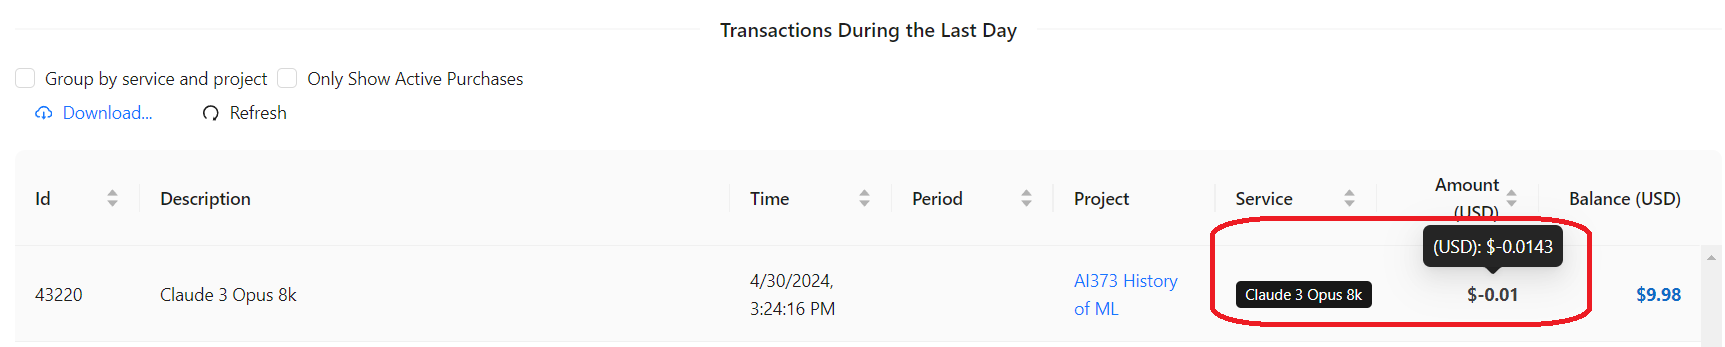 Transactions During the Last Day
Group by service and project Only Show Active Purchases
Download... Refresh
Id Description Time Period Project Service Amount (USD) Balance (USD)
(USD): $-0.0143
43220 Claude 3 Opus 8k 4/30/2024, 3:24:16 PM AI373 History of ML Claude 3 Opus 8k $-0.01 $9.98